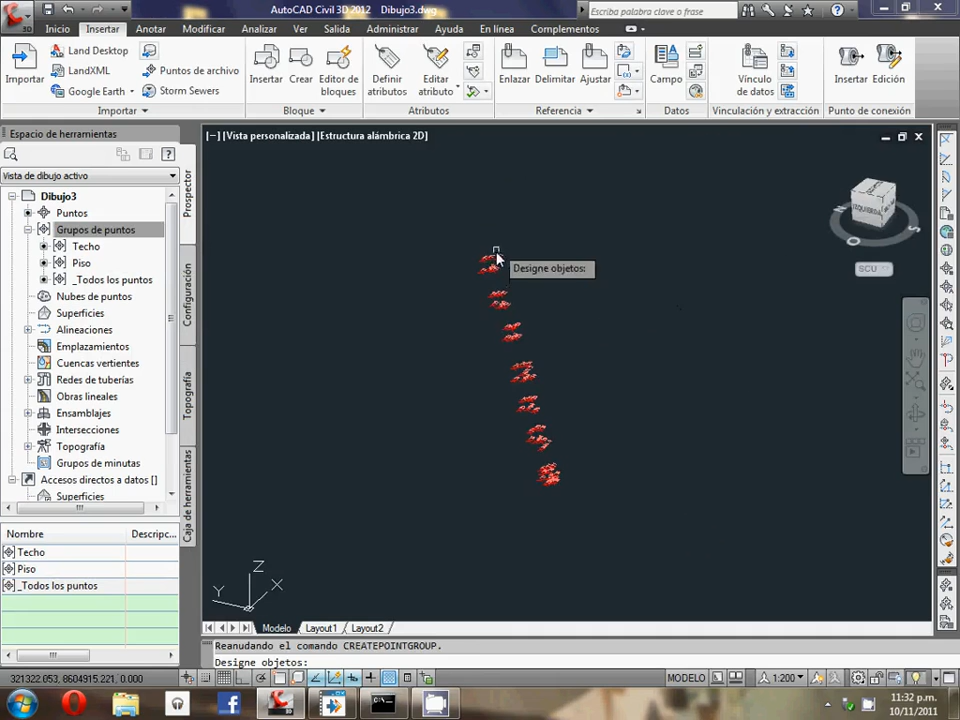 AutoCAD Civil 3D 2012 Dibujo3.dwg
Escriba palabra clave o frase
Inicio Insertar Anotar Modificar Analizar Ver Salida Administrar Ayuda En línea Complementos
Importar
Land Desktop
LandXML
Google Earth
Puntos de archivo
Storm Sewers
Insertar Crear Editor de bloques
Definir atributos
Editar atributo
Enlazar Delimitar Ajustar
Campo
Vínculo de datos
Insertar Edición
Importar Bloque Atributos Referencia Datos Vinculación y extracción Punto de conexión
Espacio de herramientas
Vista de dibujo activo
Dibujo3
Puntos
Grupos de puntos
Techo
Piso
_Todos los puntos
Nubes de puntos
Superficies
Alineaciones
Emplazamientos
Cuencas vertientes
Redes de tuberías
Obras lineales
Ensamblajes
Intersecciones
Topografía
Grupos de minutas
Accesos directos a datos []
Superficies
Prospector
Configuración
Topografía
Caja de herramientas
Nombre Descripc...
Techo
Piso
_Todos los puntos
[−][Vista personalizada][Estructura alámbrica 2D]
IZQUIERDA
N
O
S
SCU
Designe objetos:
Z
Y X
Modelo Layout1 Layout2
Reanudando el comando CREATEPOINTGROUP.
Designe objetos:
321322.053, 8604915.221, 0.000
MODELO
1:200
11:32 p.m.
10/11/2011